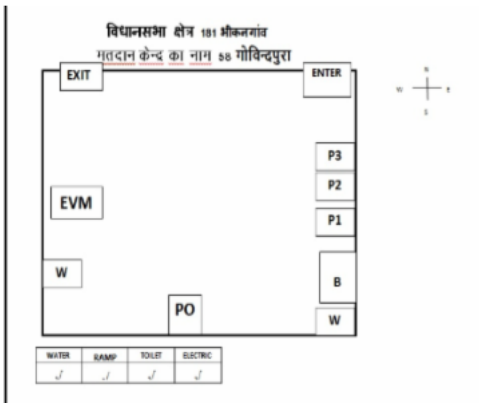 विधानसभा क्षेत्र 181 भीकनगांव
मतदान केन्द्र का नाम 58 गोविन्दपुरा
EXIT ENTER
N
W E
S
P3
P2
EVM P1
W B
PO W
WATER RAMP TOILET ELECTRIC
✓ ✓ ✓ ✓